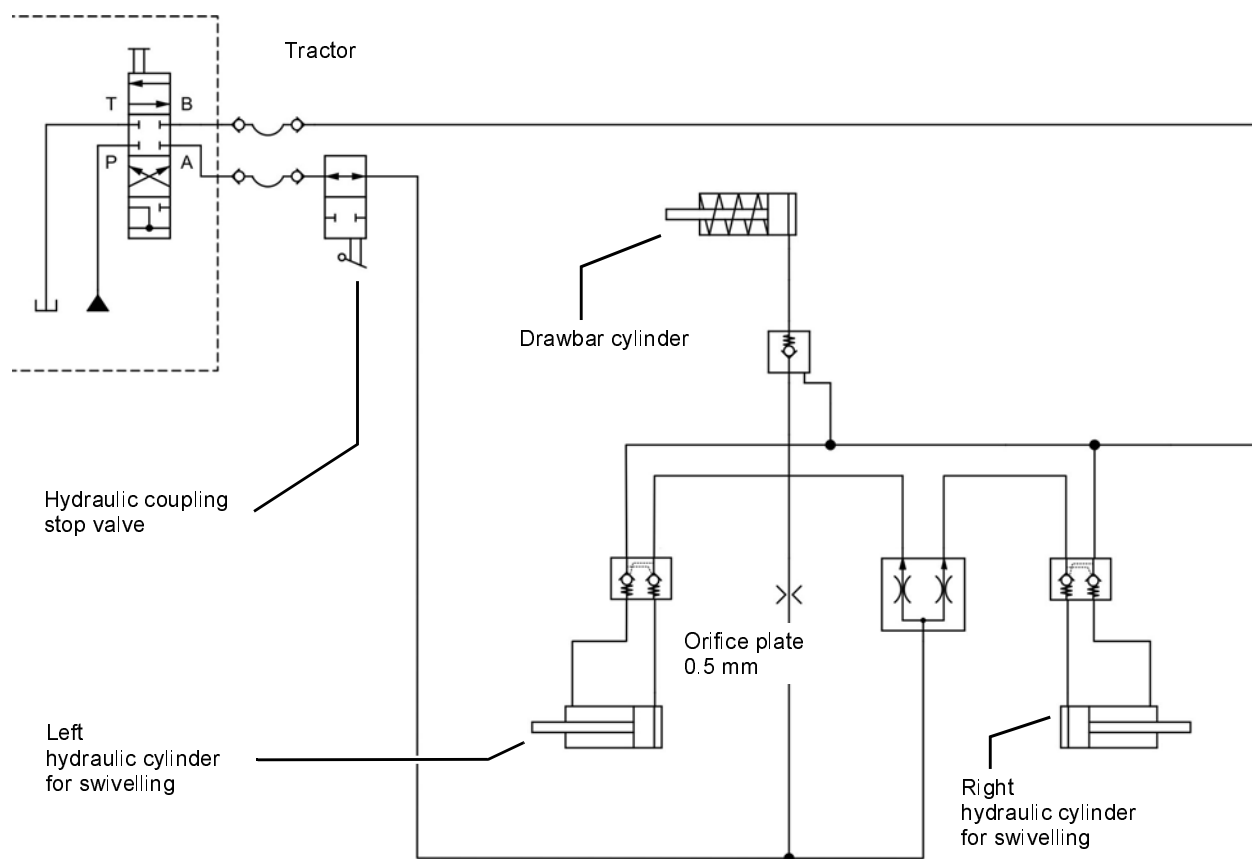 Tractor
T
B
P
A
Drawbar cylinder
Hydraulic coupling
stop valve
Orifice plate
0.5 mm
Left
hydraulic cylinder
for swivelling
Right
hydraulic cylinder
for swivelling